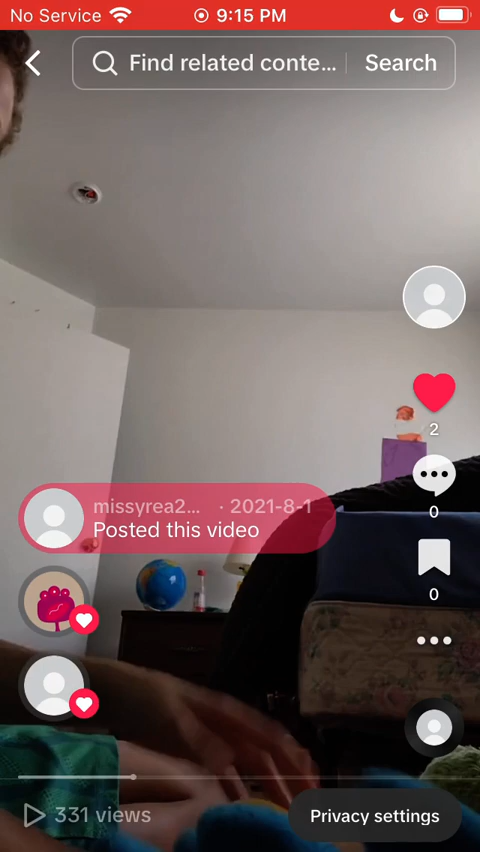 No Service 9:15 PM
Find related conte... Search
2
0
missyrea2... · 2021-8-1
Posted this video
0
331 views
Privacy settings